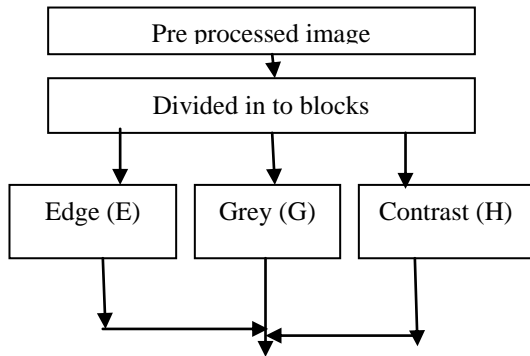 Pre processed image
Divided in to blocks
Edge (E)
Grey (G)
Contrast (H)